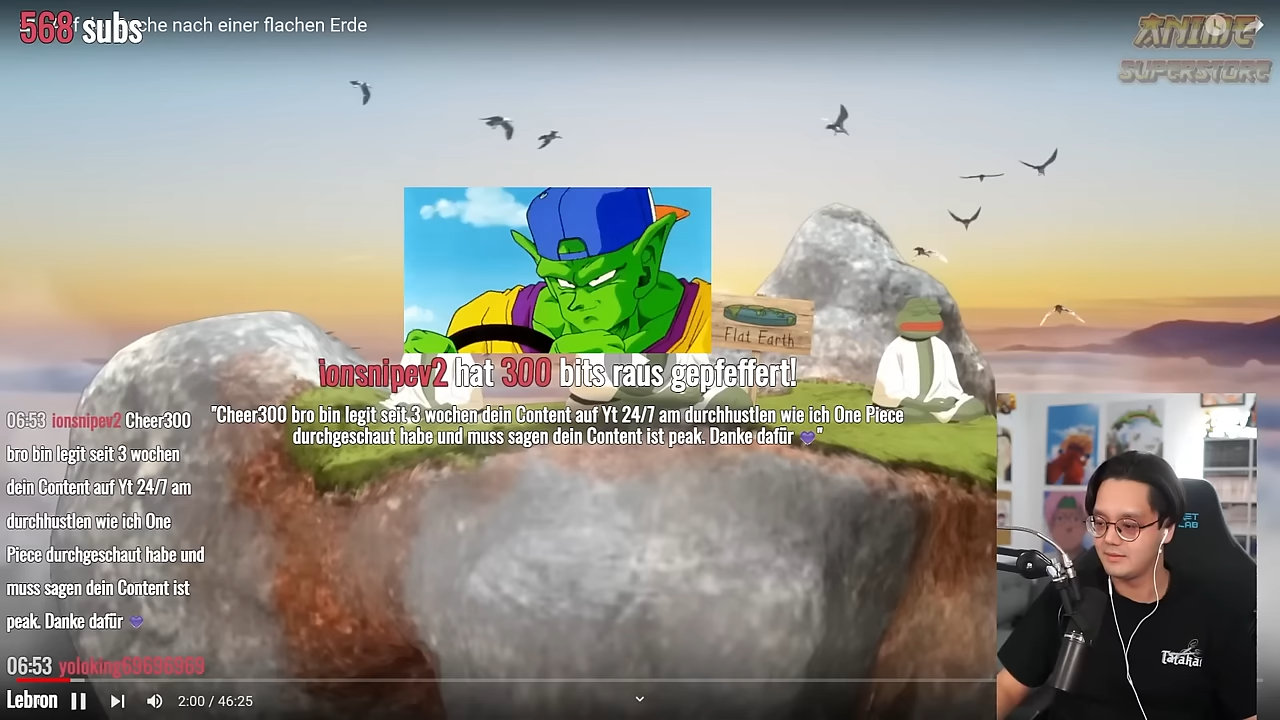 568 subs
che nach einer flachen Erde
ANIME
SUPERSTORE
Flat Earth
ionsnipev2 hat 300 bits raus gepfeffert!
"Cheer300 bro bin legit seit 3 wochen dein Content auf Yt 24/7 am durchhustlen wie ich One Piece
durchgeschaut habe und muss sagen dein Content ist peak. Danke dafür 💜"
06:53 ionsnipev2 Cheer300
bro bin legit seit 3 wochen
dein Content auf Yt 24/7 am
durchhustlen wie ich One
Piece durchgeschaut habe und
muss sagen dein Content ist
peak. Danke dafür 💜
06:53 yoloking69696969
Lebron
2:00 / 46:25